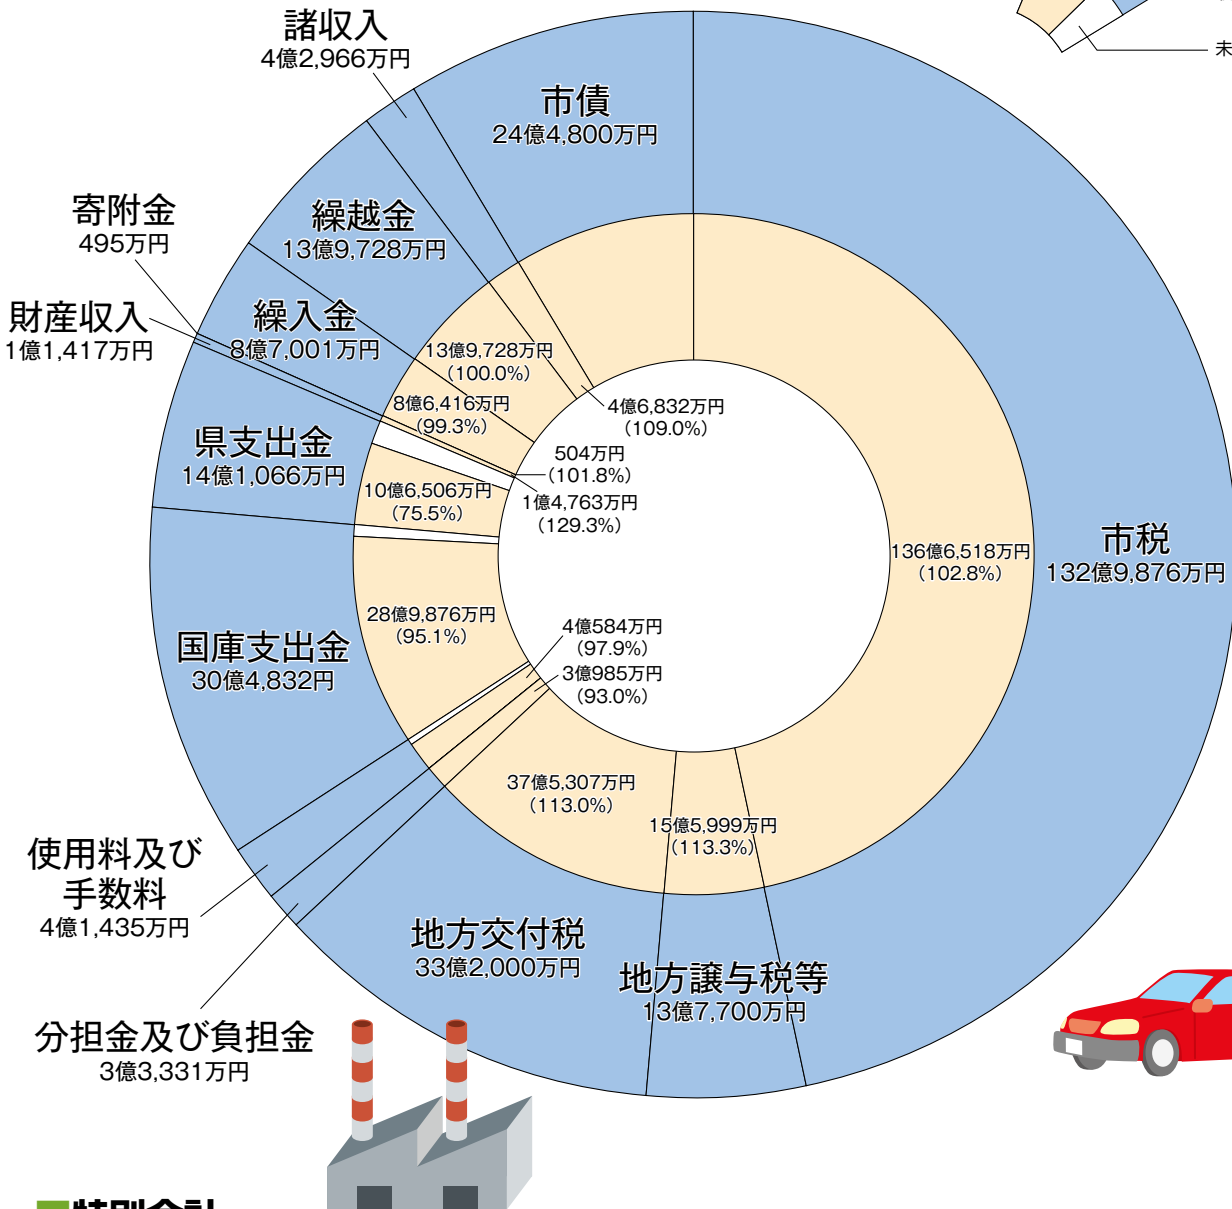 諸収入
4億2,966万円
未
市債
24億4,800万円
寄附金
495万円
繰越金
13億9,728万円
財産収入
1億1,417万円
繰入金
8億7,001万円
13億9,728万円
（100.0%）
8億6,416万円
（99.3%）
4億6,832万円
（109.0%）
504万円
（101.8%）
1億4,763万円
（129.3%）
県支出金
14億1,066万円
10億6,506万円
（75.5%）
市税
132億9,876万円
136億6,518万円
（102.8%）
28億9,876万円
（95.1%）
4億584万円
（97.9%）
3億985万円
（93.0%）
国庫支出金
30億4,832円
37億5,307万円
（113.0%）
15億5,999万円
（113.3%）
使用料及び
手数料
4億1,435万円
地方交付税
33億2,000万円
地方譲与税等
13億7,700万円
分担金及び負担金
3億3,331万円
特別会計